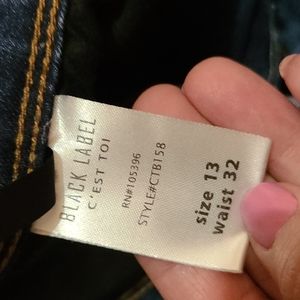 BLACK LABEL
C'EST TOI
RN#105396
STYLE#CTB158
size 13
waist 32